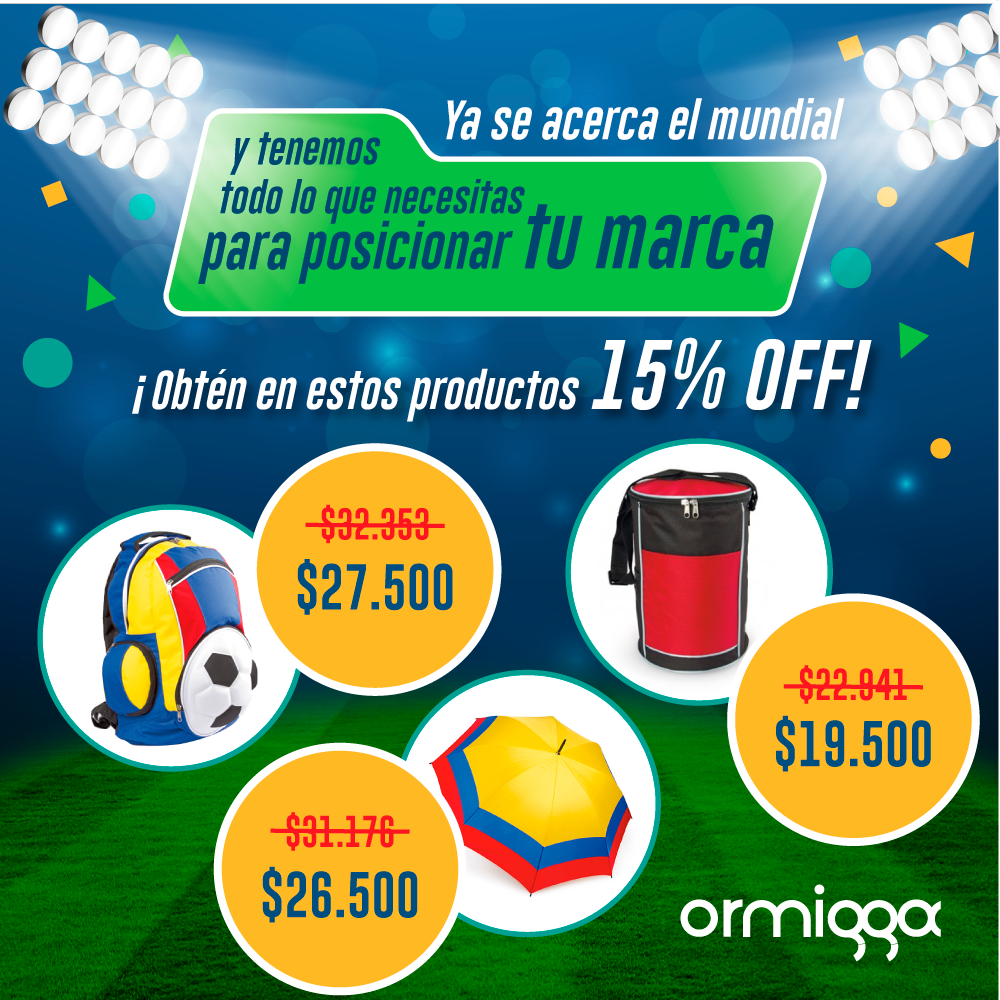 Ya se acerca el mundial
y tenemos
todo lo que necesitas
para posicionar tu marca
¡Obtén en estos productos 15% OFF!
$32.353
$27.500
$22.941
$19.500
$31.176
$26.500
ormigga